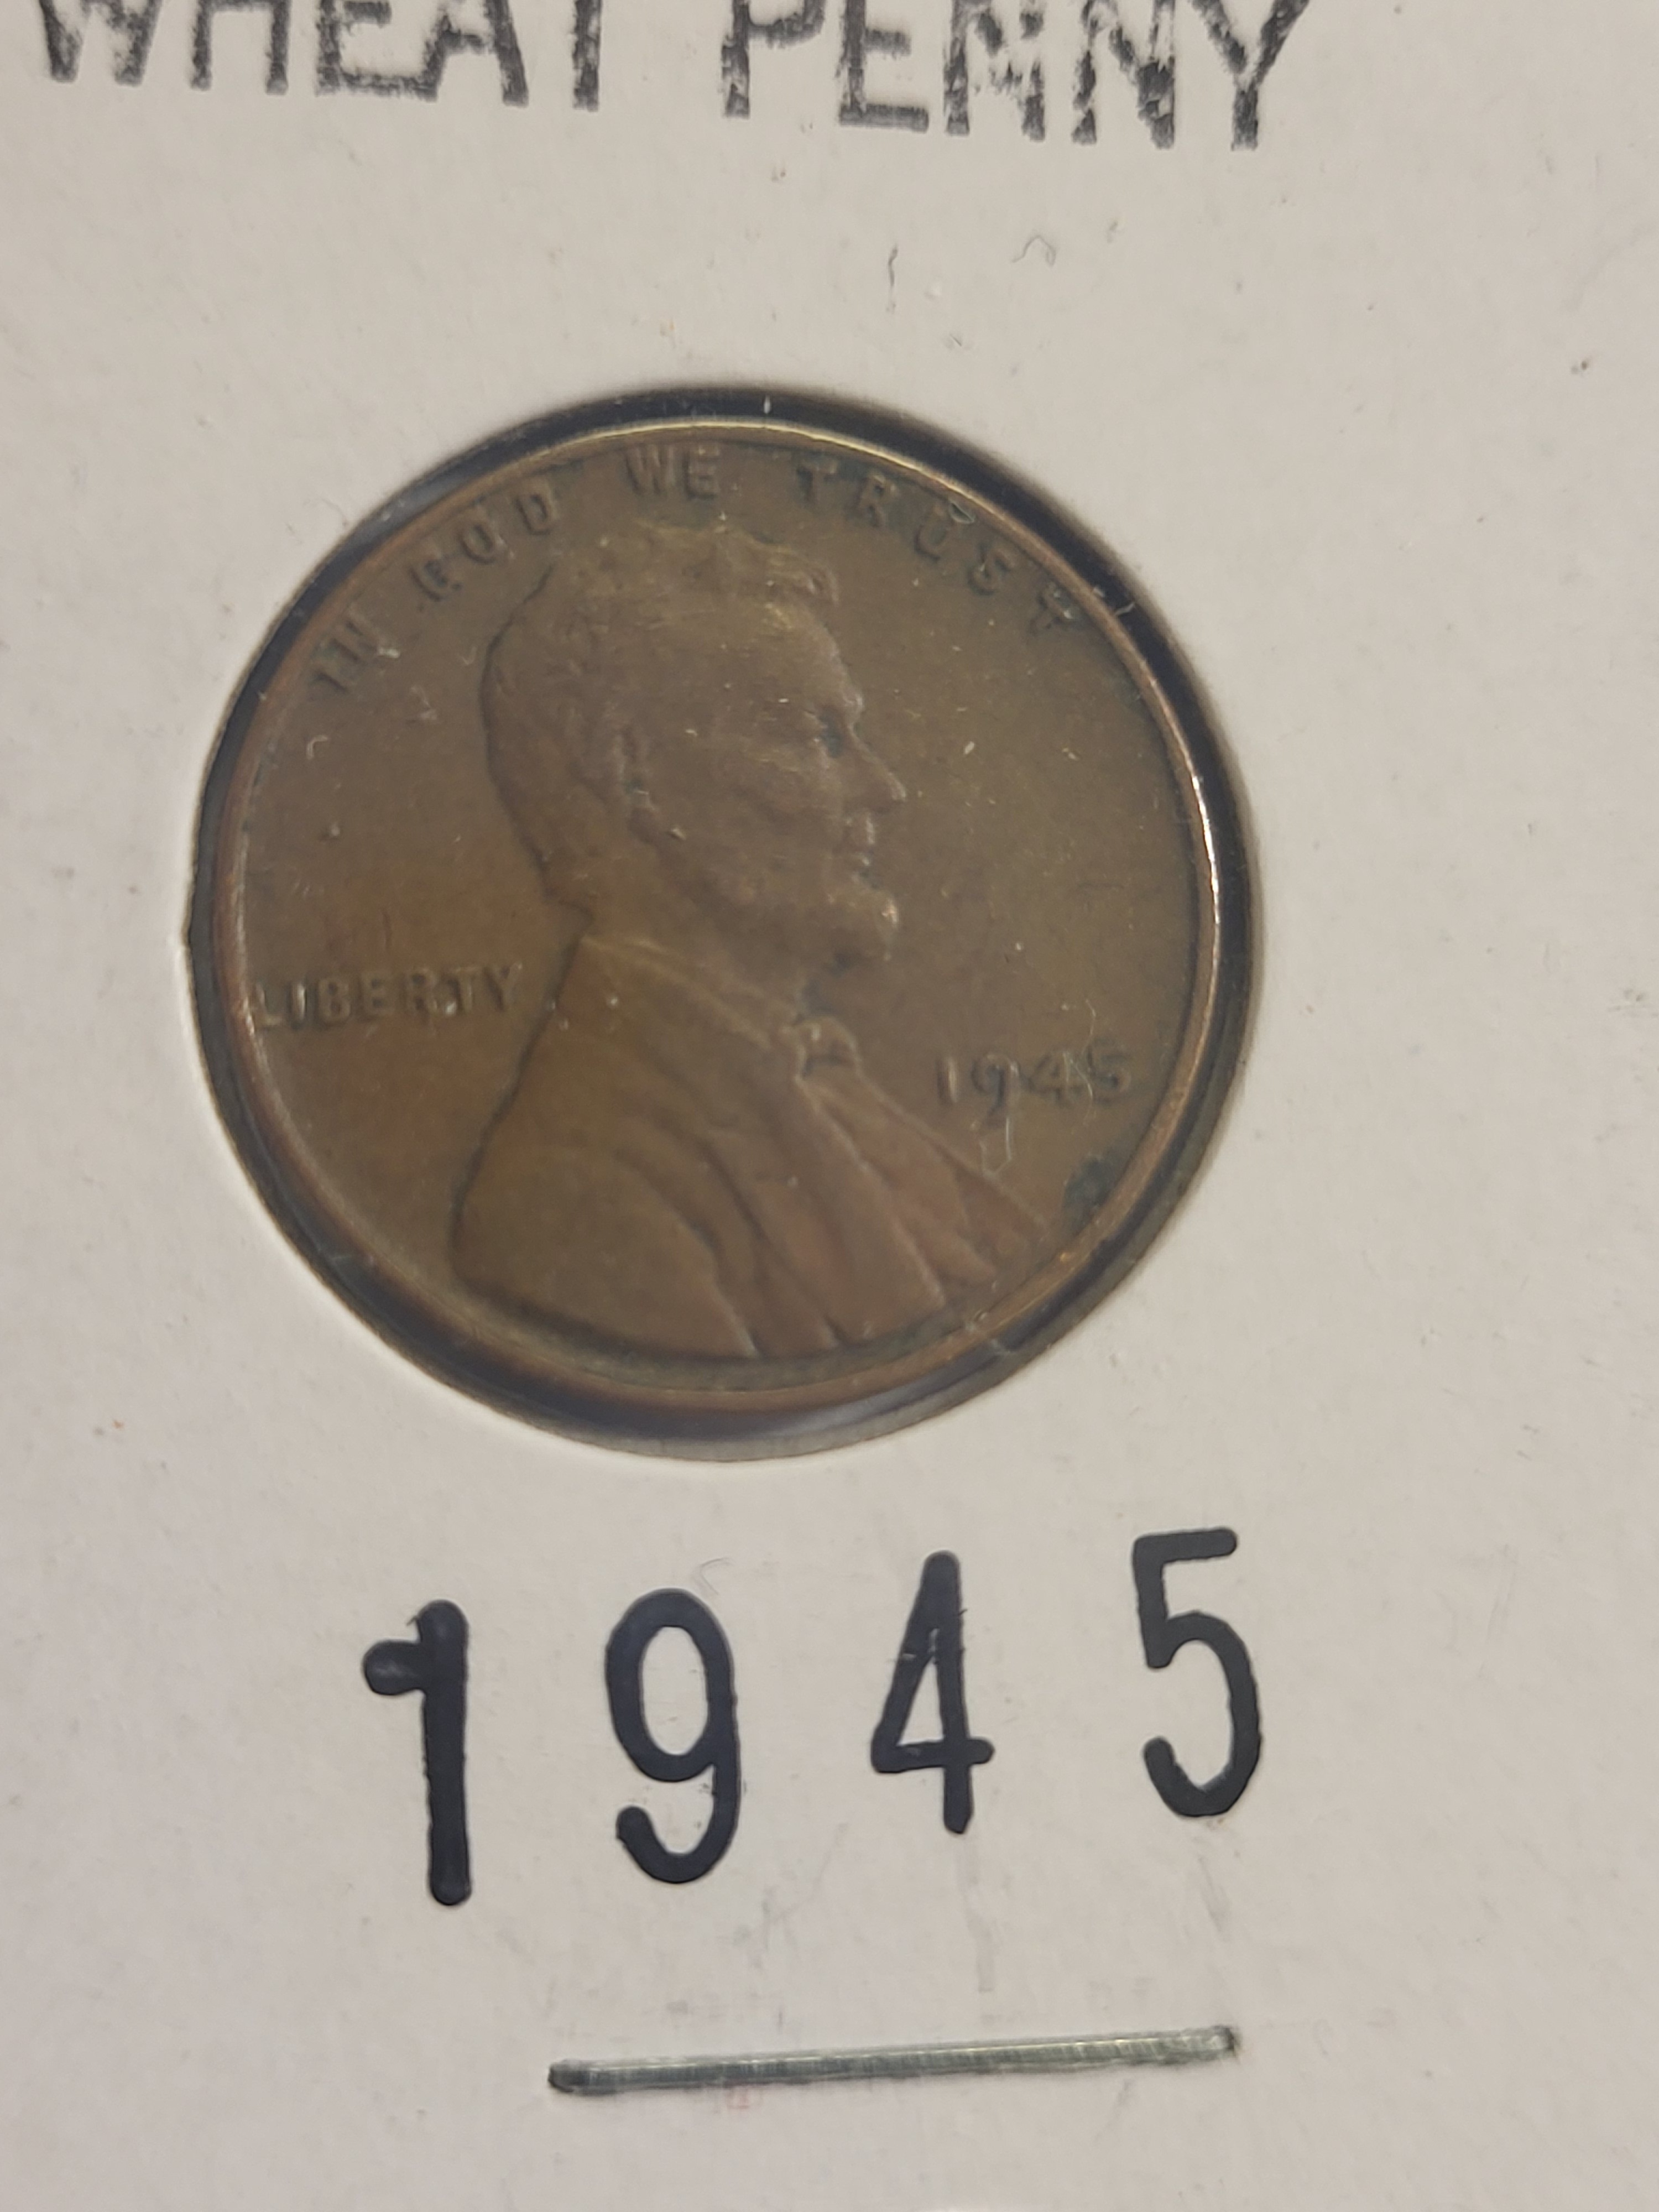 WHEAT PENNY
IN GOD WE TRUST
LIBERTY
1945
1945